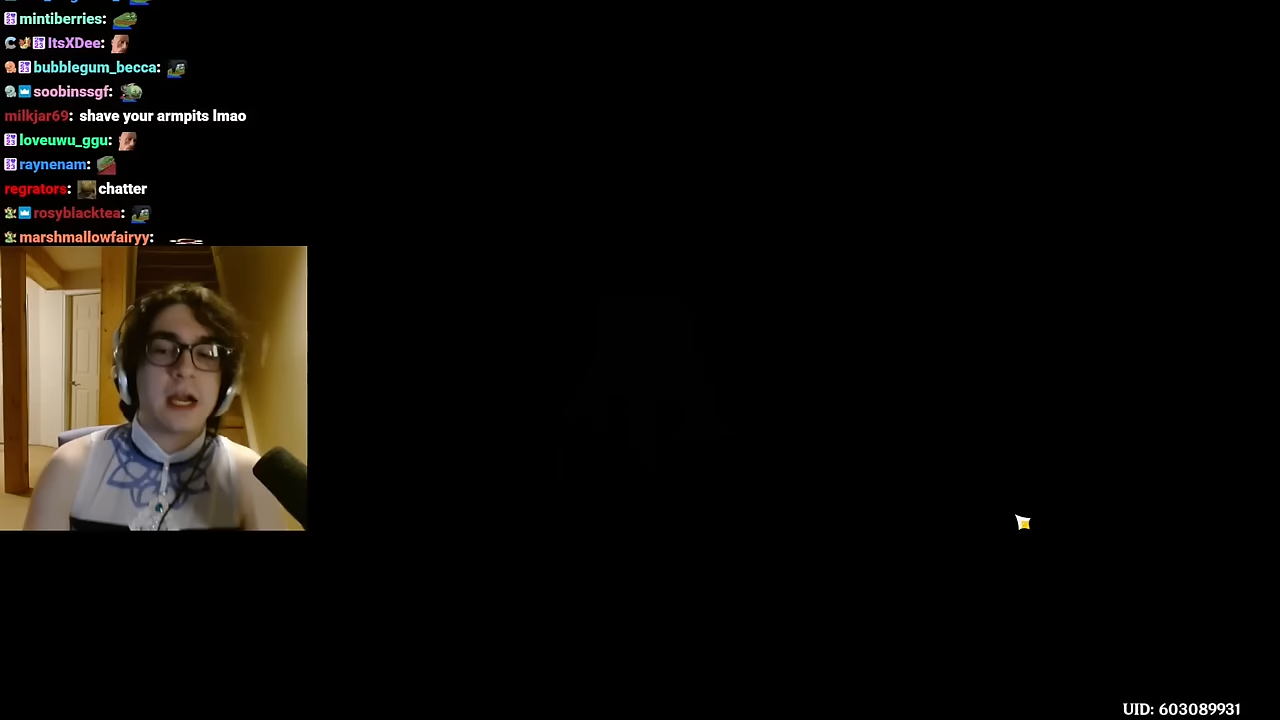 mintiberries:
ItsXDee:
bubblegum_becca:
soobinssgf:
milkjar69: shave your armpits lmao
loveuwu_ggu:
raynenam:
regrators: chatter
rosyblacktea:
marshmallowfairyy:
UID: 603089931